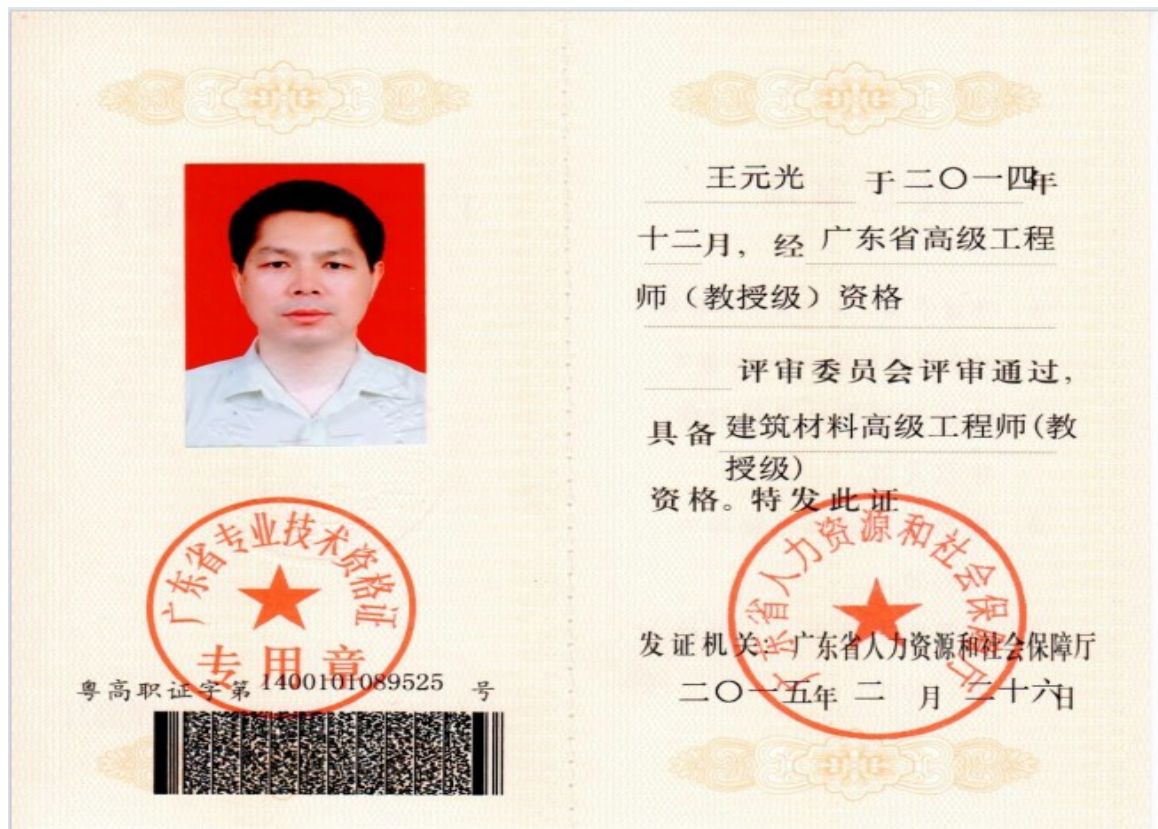 广东省专业技术资格证
专用章
粤高职证字第 1400101089525 号
王元光 于 二〇一四年
十二月，经 广东省高级工程
师（教授级）资格
评审委员会评审通过，
具备 建筑材料高级工程师(教
授级)
资格。特发此证
广东省人力资源和社会保障厅
发证机关：广东省人力资源和社会保障厅
二〇一五年 二 月 二十六日